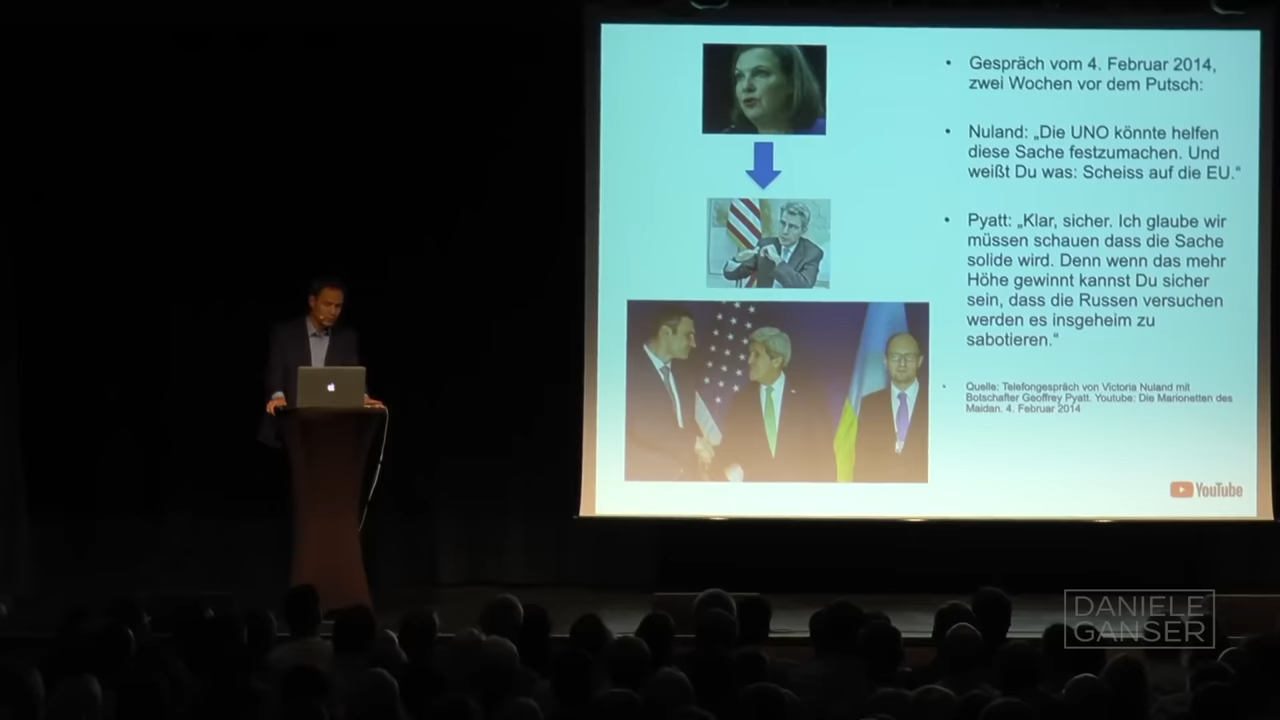 Gespräch vom 4. Februar 2014,
zwei Wochen vor dem Putsch:
Nuland: „Die UNO könnte helfen
diese Sache festzumachen. Und
weißt Du was: Scheiss auf die EU.“
Pyatt: „Klar, sicher. Ich glaube wir
müssen schauen dass die Sache
solide wird. Denn wenn das mehr
Höhe gewinnt kannst Du sicher
sein, dass die Russen versuchen
werden es insgeheim zu
sabotieren.“
Quelle: Telefongespräch von Victoria Nuland mit
Botschafter Geoffrey Pyatt. Youtube: Die Marionetten des
Maidan. 4. Februar 2014
YouTube
DANIELE
GANSER